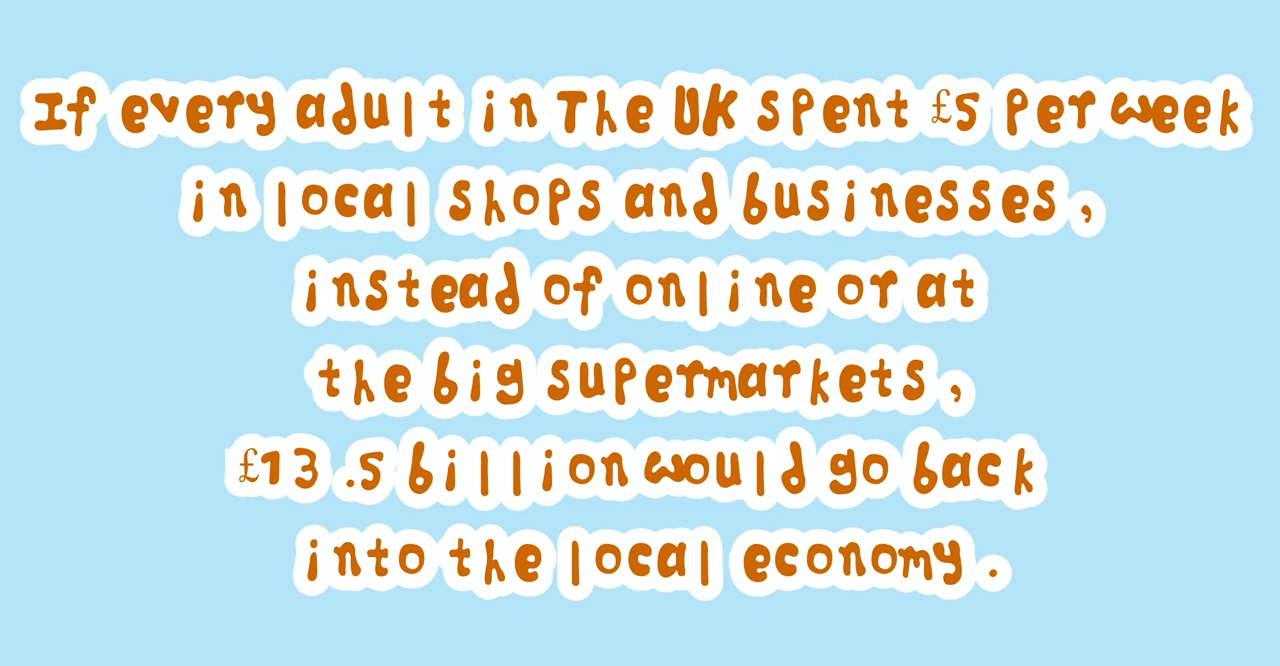 If every adult in The UK spent £5 per week
in local shops and businesses,
instead of online or at
the big supermarkets,
£13.5 billion would go back
into the local economy.